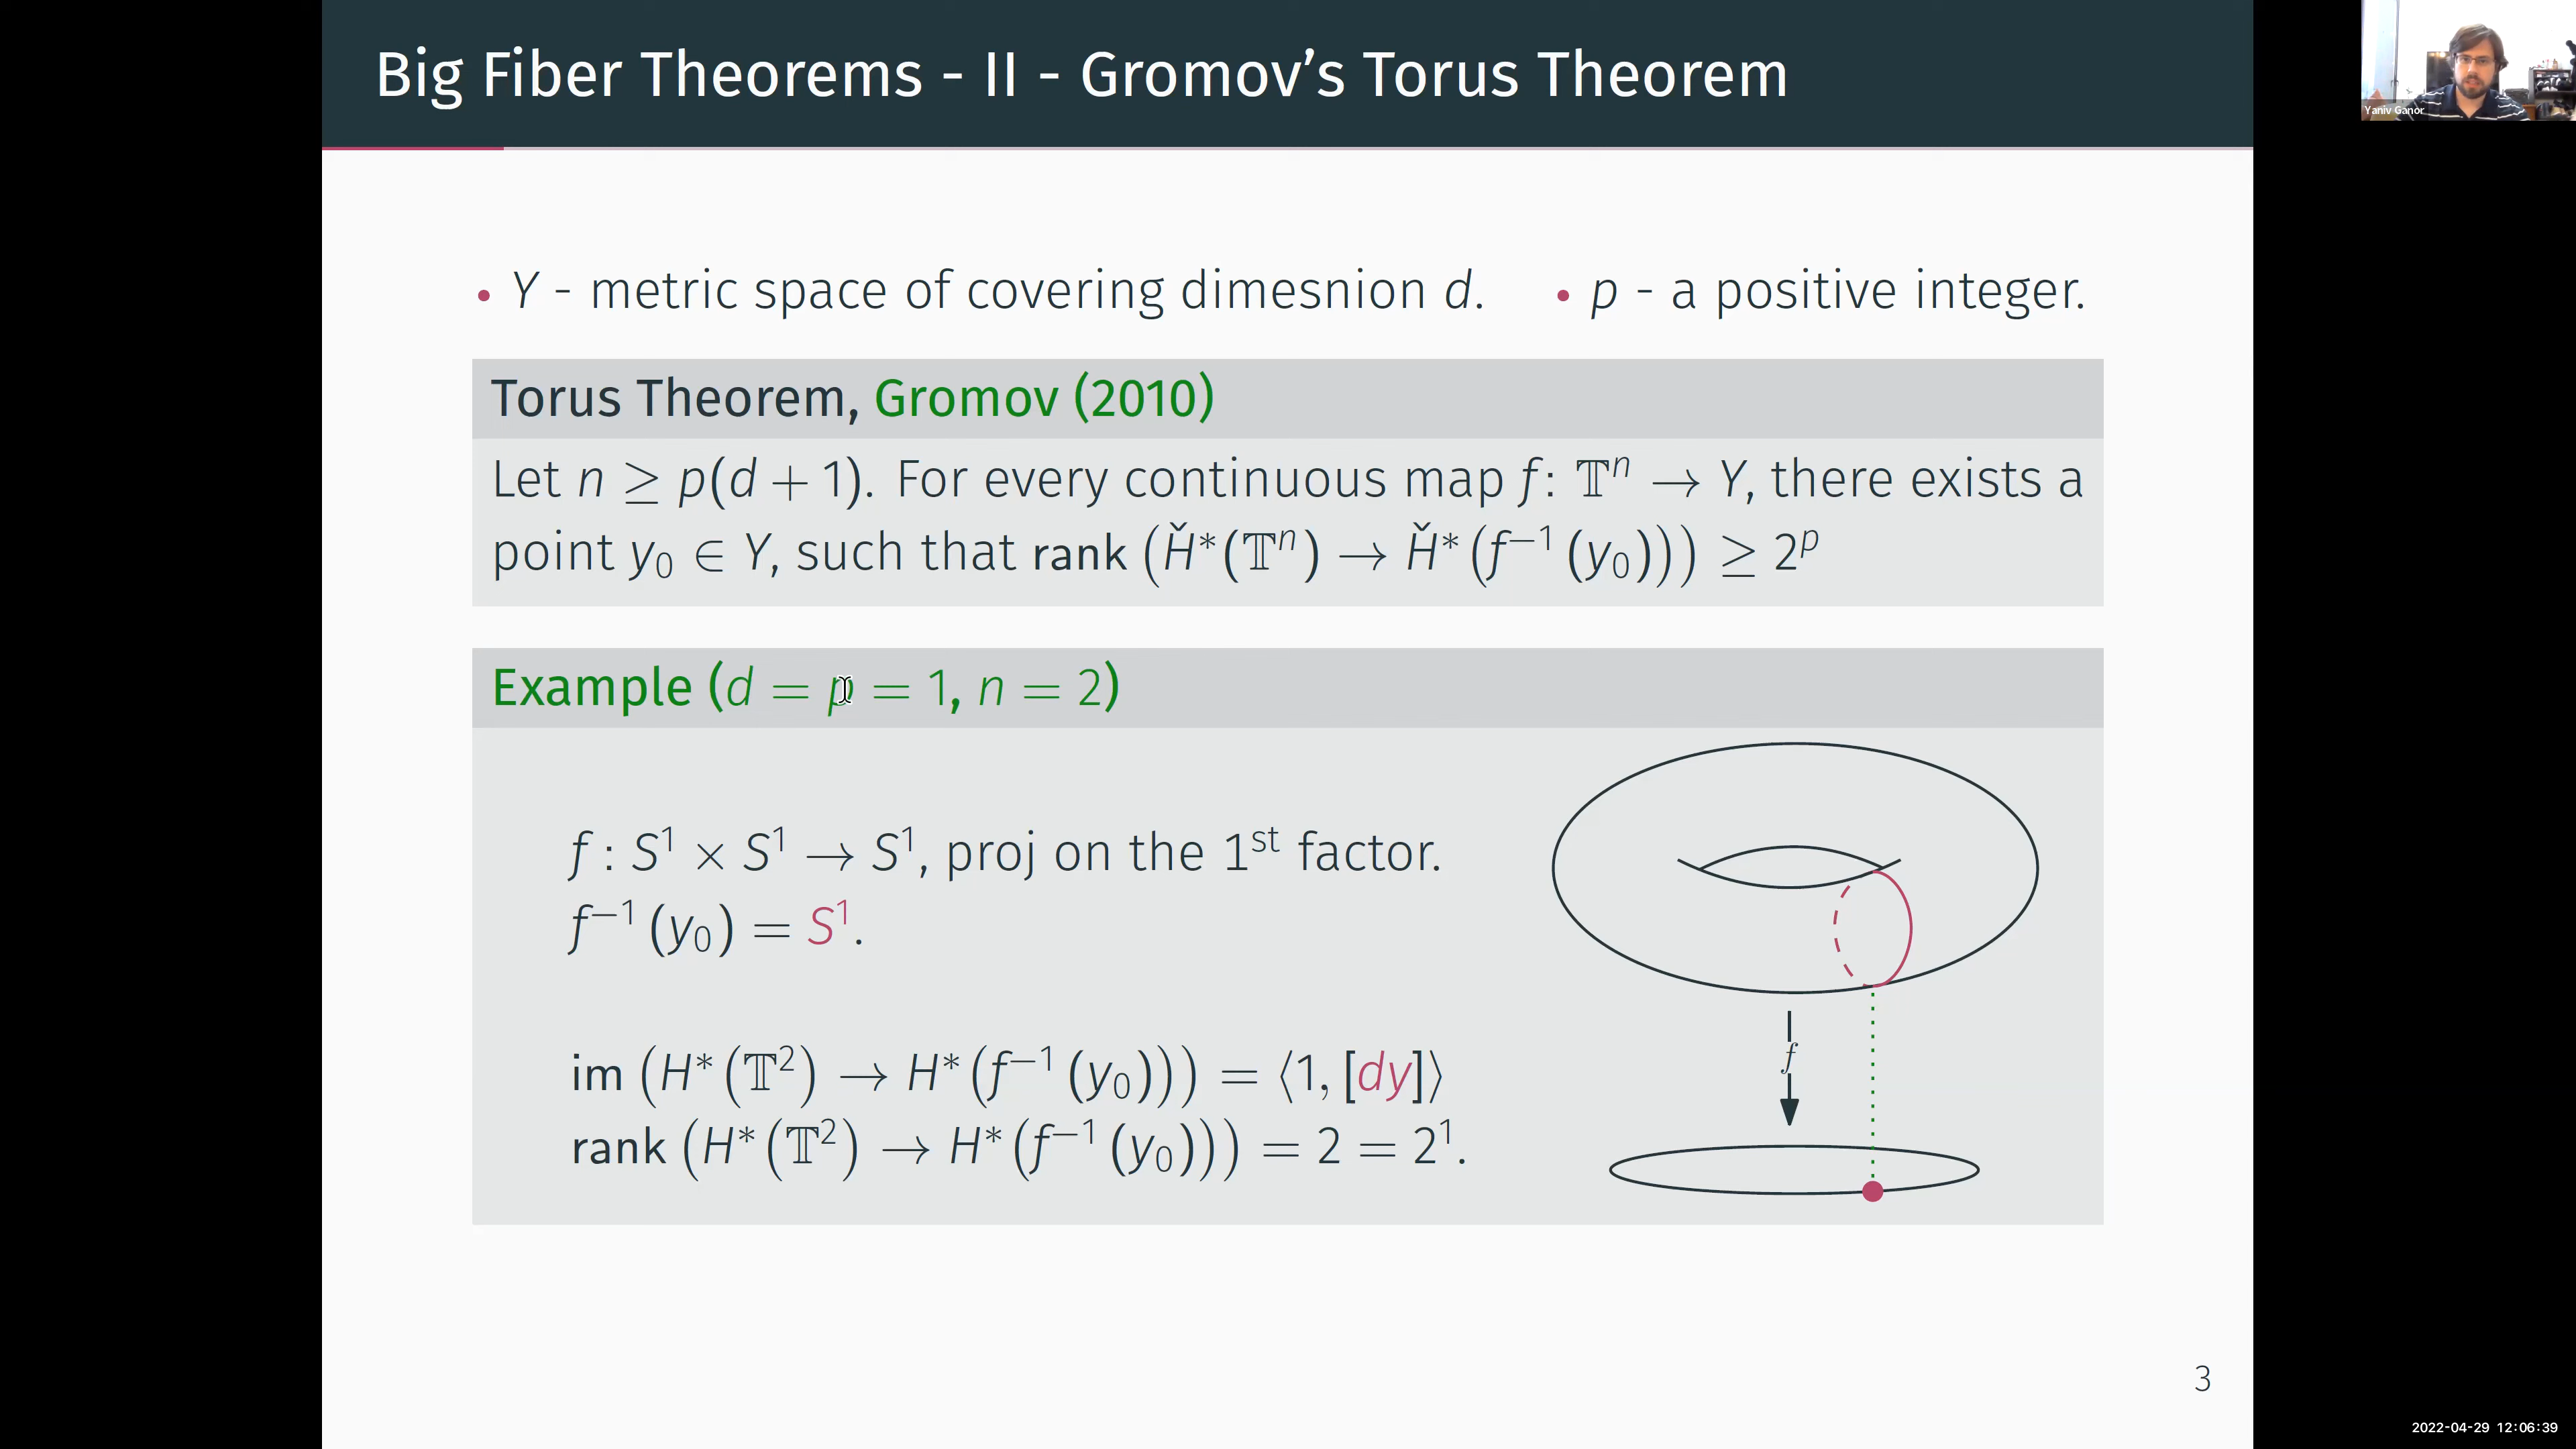 Big Fiber Theorems - II - Gromov’s Torus Theorem
Yaniv Ganor
• Y - metric space of covering dimesnion d. • p - a positive integer.
Torus Theorem, Gromov (2010)
Let n ≥ p(d + 1). For every continuous map f: 𝕋ⁿ → Y, there exists a
point y₀ ∈ Y, such that rank (Ȟ*(𝕋ⁿ) → Ȟ*(f⁻¹(y₀))) ≥ 2ᵖ
Example (d = p = 1, n = 2)
f : S¹ × S¹ → S¹, proj on the 1ˢᵗ factor.
f⁻¹(y₀) = S¹.
im (H*(𝕋²) → H*(f⁻¹(y₀))) = ⟨1, [dy]⟩
rank (H*(𝕋²) → H*(f⁻¹(y₀))) = 2 = 2¹.
f
3
2022-04-29 12:06:39